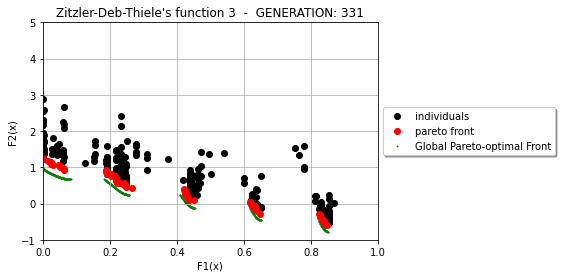 Zitzler-Deb-Thiele's function 3 - GENERATION: 331
5
4
3
2
1
0
−1
F2(x)
0.0 0.2 0.4 0.6 0.8 1.0
F1(x)
individuals
pareto front
Global Pareto-optimal Front